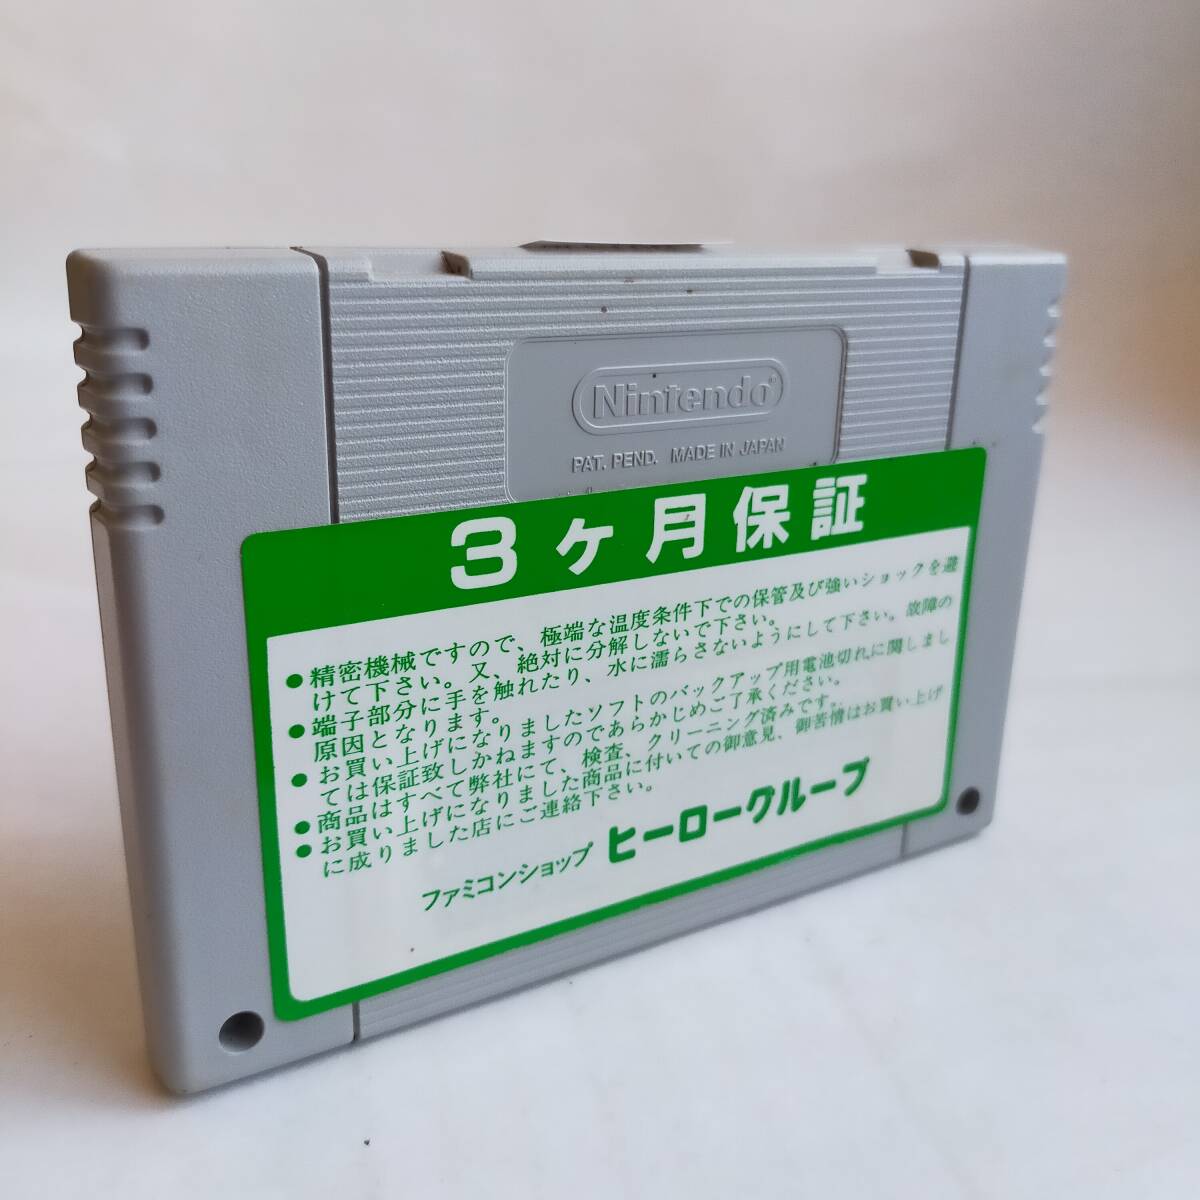 Nintendo®
PAT. PEND. MADE IN JAPAN
3ヶ月保証
●精密機械ですので、極端な温度条件下での保管及び強いショックを避
けて下さい。又、絶対に分解しないで下さい。
●端子部分に手を触れたり、水に濡らさないようにして下さい。故障の
原因となります。
●お買い上げになりましたソフトのバックアップ用電池切れに関しまし
ては保証致しかねますのであらかじめご了承ください。
●商品はすべて弊社にて、検査、クリーニング済みです。
●お買い上げになりました商品に付いての御意見、御苦情はお買い上げ
に成りました店にご連絡下さい。
ファミコンショップ ヒーローグループ